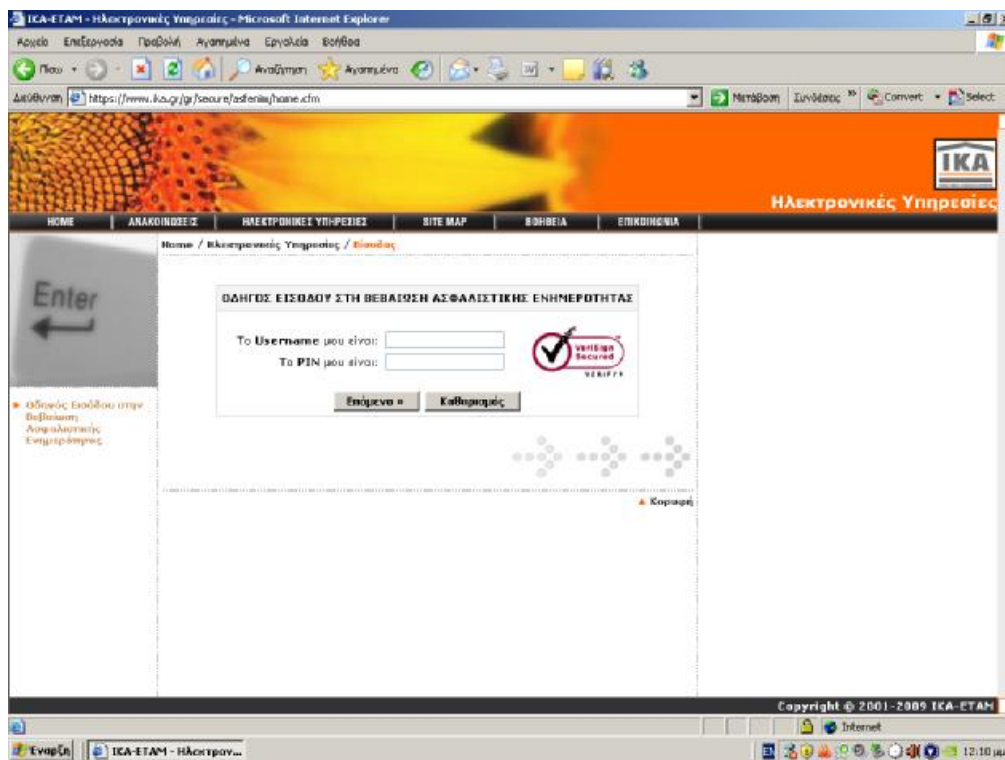 ΙΚΑ-ΕΤΑΜ - Ηλεκτρονικές Υπηρεσίες - Microsoft Internet Explorer
Αρχείο Επεξεργασία Προβολή Αγαπημένα Εργαλεία Βοήθεια
Πίσω Αναζήτηση Αγαπημένα
Διεύθυνση https://www.ika.gr/gr/secure/asfenim/home.cfm Μετάβαση Συνδέσεις » Convert Select
ΙΚΑ
Ηλεκτρονικές Υπηρεσίες
HOME ΑΝΑΚΟΙΝΩΣΕΙΣ ΗΛΕΚΤΡΟΝΙΚΕΣ ΥΠΗΡΕΣΙΕΣ SITE MAP ΒΟΗΘΕΙΑ ΕΠΙΚΟΙΝΩΝΙΑ
Home / Ηλεκτρονικές Υπηρεσίες / Είσοδος
Enter
ΟΔΗΓΟΣ ΕΙΣΟΔΟΥ ΣΤΗ ΒΕΒΑΙΩΣΗ ΑΣΦΑΛΙΣΤΙΚΗΣ ΕΝΗΜΕΡΟΤΗΤΑΣ
Το Username μου είναι:
Το PIN μου είναι:
VeriSign
Secured
VERIFY
Επόμενο » Καθαρισμός
Οδηγός Εισόδου στην
Βεβαίωση
Ασφαλιστικής
Ενημερότητας
Κορυφή
Copyright © 2001-2009 ΙΚΑ-ΕΤΑΜ
Internet
Έναρξη ΙΚΑ-ΕΤΑΜ - Ηλεκτρον... EN 12:10 μμ